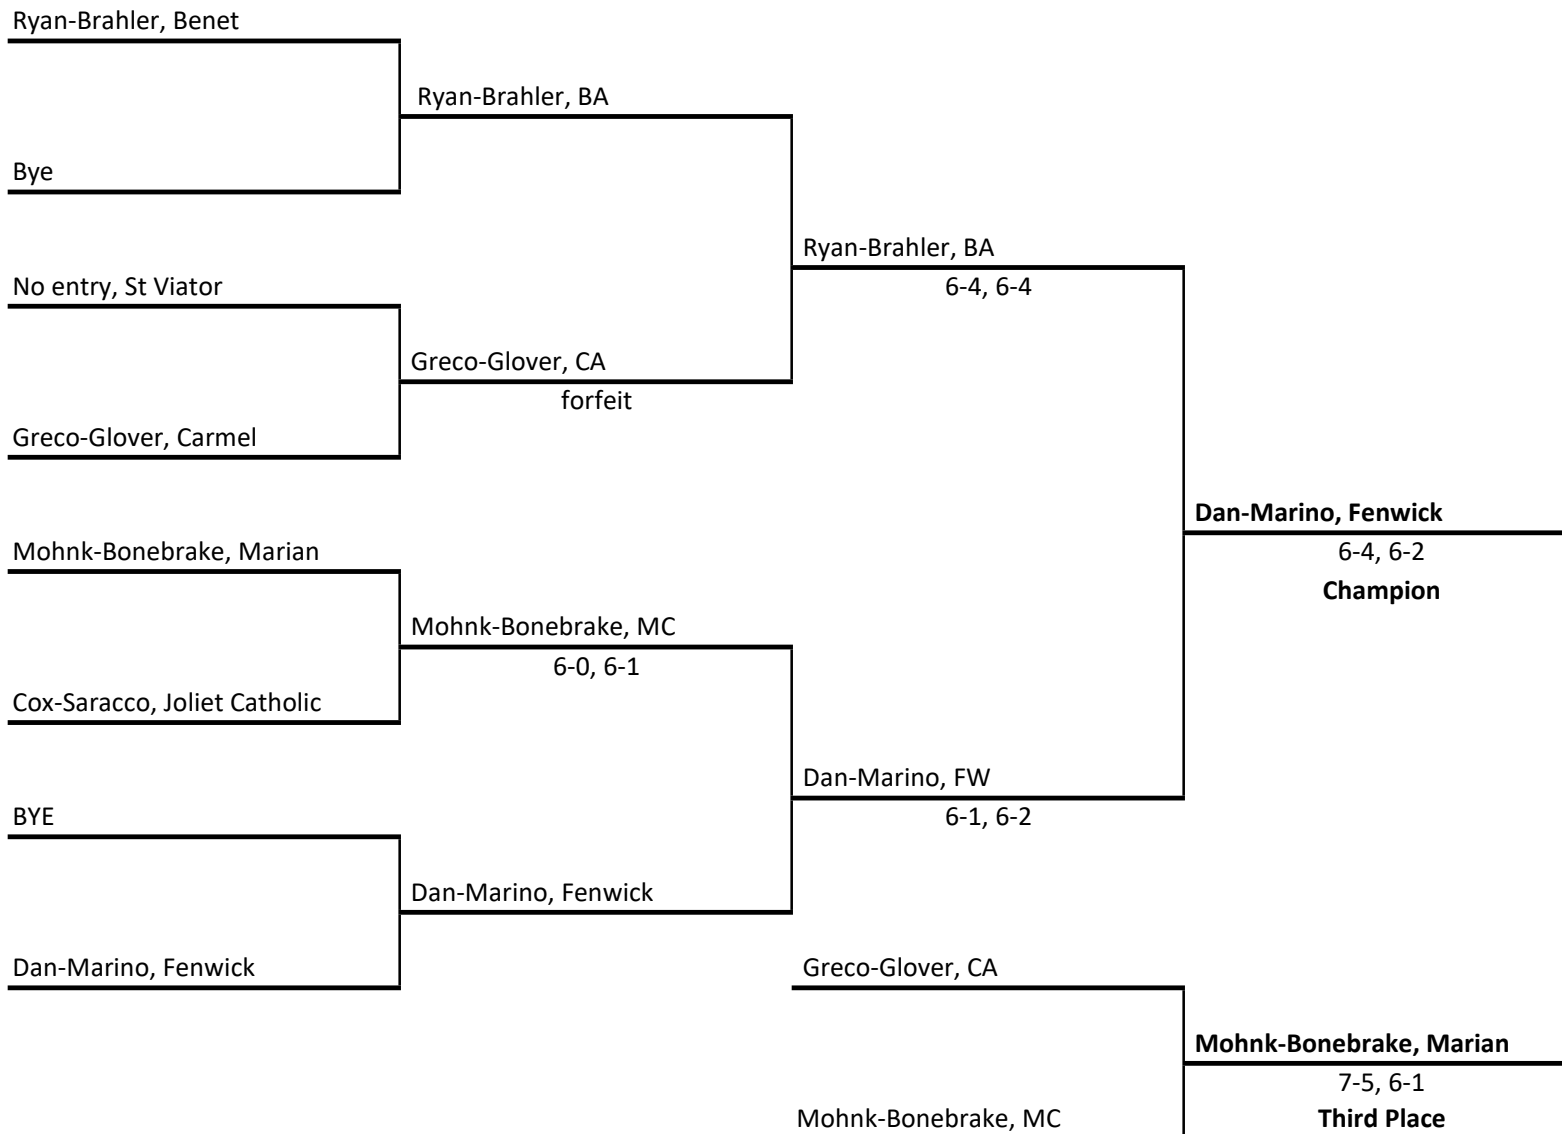 Ryan-Brahler, Benet
Ryan-Brahler, BA
Bye
Ryan-Brahler, BA
No entry, St Viator
6-4, 6-4
Greco-Glover, CA
forfeit
Greco-Glover, Carmel
Dan-Marino, Fenwick
Mohnk-Bonebrake, Marian
6-4, 6-2
Champion
Mohnk-Bonebrake, MC
6-0, 6-1
Cox-Saracco, Joliet Catholic
Dan-Marino, FW
BYE
6-1, 6-2
Dan-Marino, Fenwick
Dan-Marino, Fenwick
Greco-Glover, CA
Mohnk-Bonebrake, Marian
7-5, 6-1
Mohnk-Bonebrake, MC
Third Place